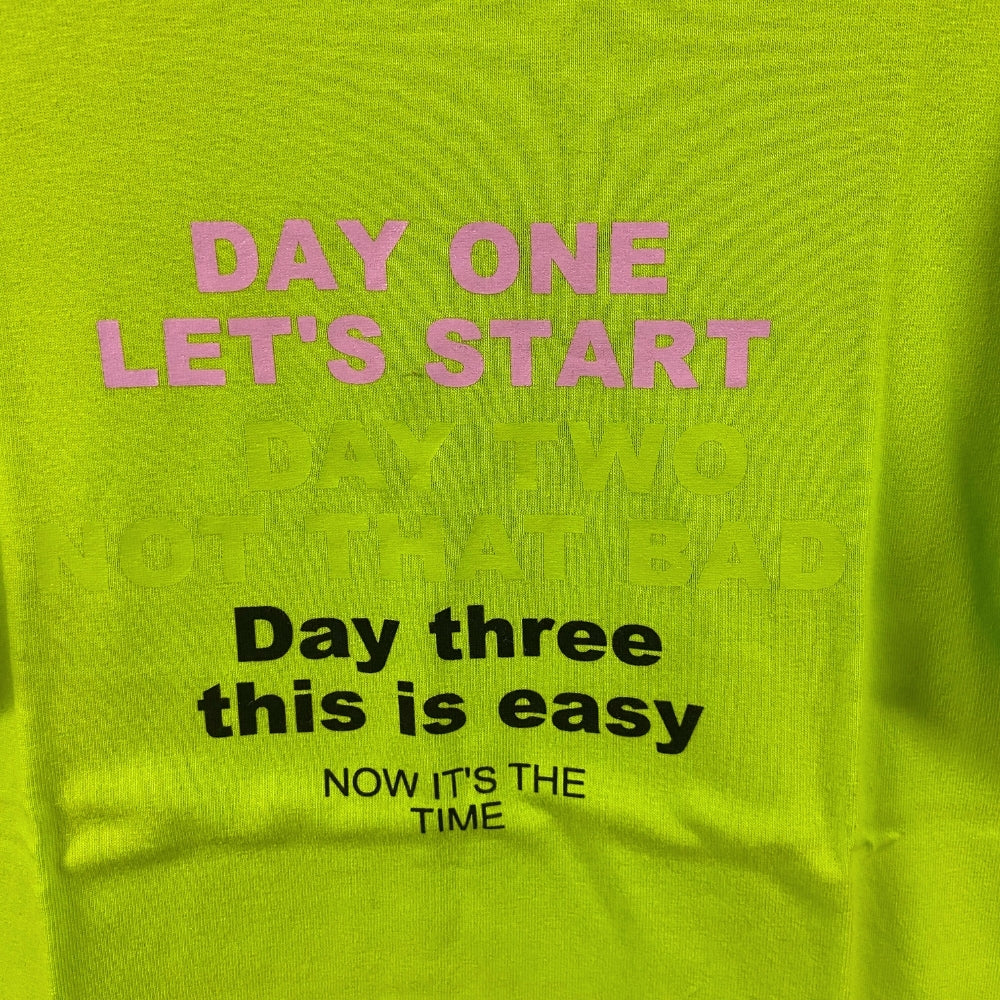 DAY ONE
LET'S START
DAY TWO
NOT THAT BAD
Day three
this is easy
NOW IT'S THE
TIME